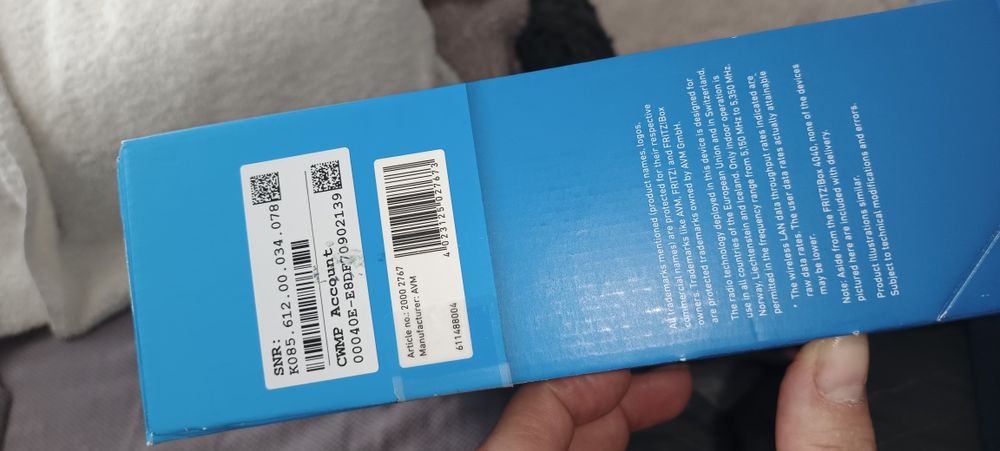 SNR:
K085.612.00.034.078
CWMP Account
00040E-E8DF70902139
4 023125 027673
Article no.: 2000 2767
Manufacturer: AVM
611488004
All trademarks mentioned (product names, logos,
commercial names) are protected for their respective
owners. Trademarks like AVM, FRITZ! and FRITZ!Box
are protected trademarks owned by AVM GmbH.
The radio technology deployed in this device is designed for
use in all countries of the European Union and in Switzerland,
Norway, Liechtenstein and Iceland. Only indoor operation is
permitted in the frequency range from 5,150 MHz to 5,350 MHz.
* The wireless LAN data throughput rates indicated are
raw data rates. The user data rates actually attainable
may be lower.
Note: Aside from the FRITZ!Box 4040, none of the devices
pictured here are included with delivery.
Product illustrations similar.
Subject to technical modifications and errors.